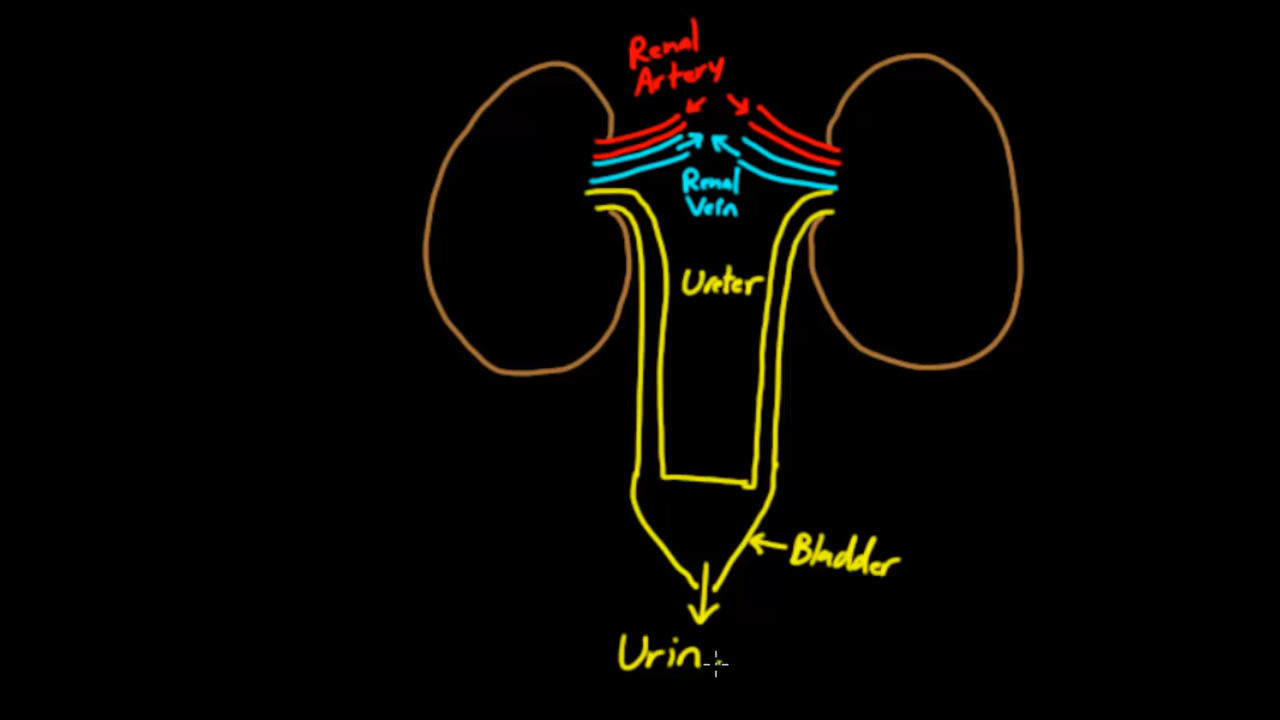 Renal
Artery
Renal
Vein
Ureter
Bladder
Urin